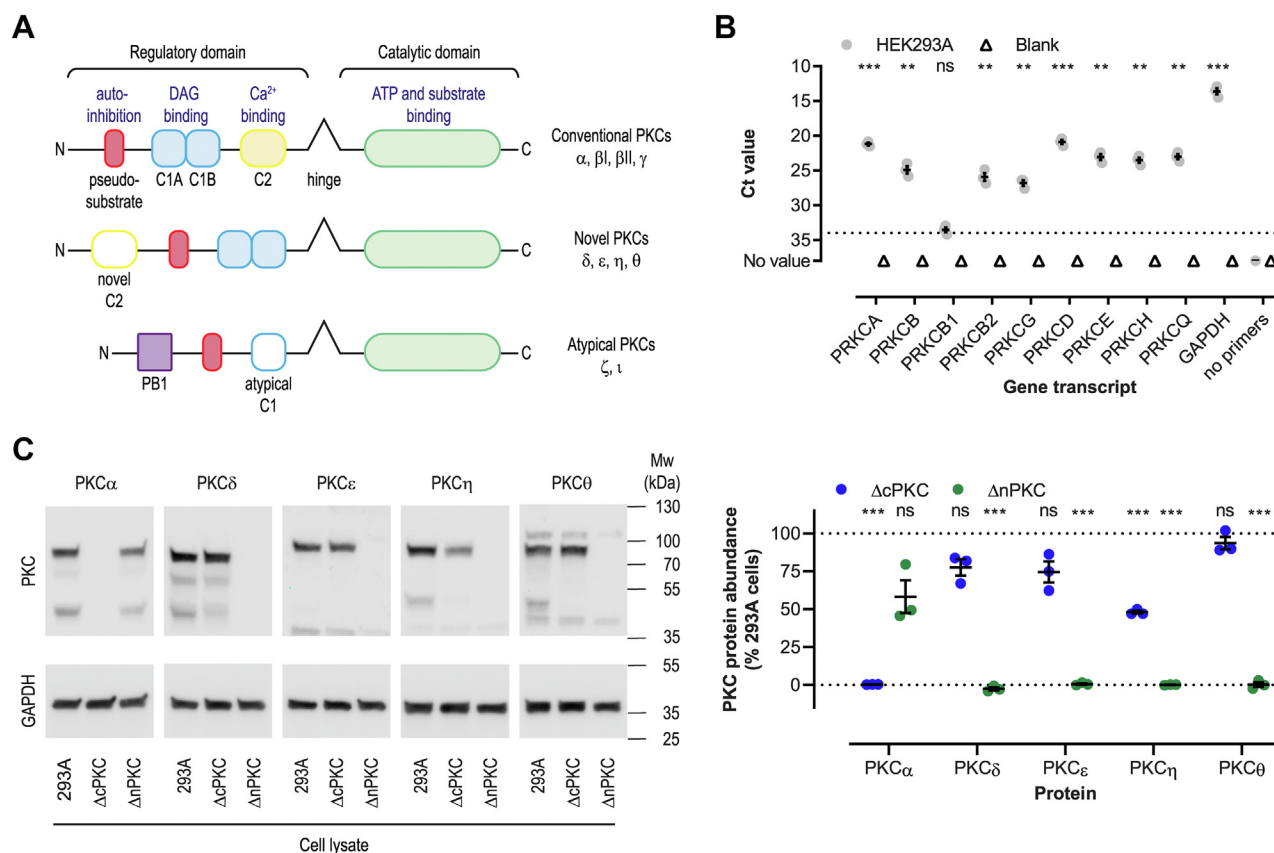 A
Regulatory domain
Catalytic domain
auto-
inhibition
DAG
binding
Ca²⁺
binding
ATP and substrate
binding
N
C
Conventional PKCs
α, βI, βII, γ
pseudo-
substrate
C1A
C1B
C2
hinge
N
C
Novel PKCs
δ, ε, η, θ
novel
C2
N
C
Atypical PKCs
ζ, ι
PB1
atypical
C1
B
HEK293A
Blank
*** ** ns ** ** *** ** ** ** ***
Ct value
10
15
20
25
30
35
No value
PRKCA
PRKCB
PRKCB1
PRKCB2
PRKCG
PRKCD
PRKCE
PRKCH
PRKCQ
GAPDH
no primers
Gene transcript
C
PKCα
PKCδ
PKCε
PKCη
PKCθ
Mw
(kDa)
PKC
130
100
70
55
35
GAPDH
55
35
25
293A
ΔcPKC
ΔnPKC
293A
ΔcPKC
ΔnPKC
293A
ΔcPKC
ΔnPKC
293A
ΔcPKC
ΔnPKC
293A
ΔcPKC
ΔnPKC
Cell lysate
ΔcPKC
ΔnPKC
*** ns ns *** ns *** *** *** ns ***
PKC protein abundance
(% 293A cells)
100
75
50
25
0
PKCα
PKCδ
PKCε
PKCη
PKCθ
Protein